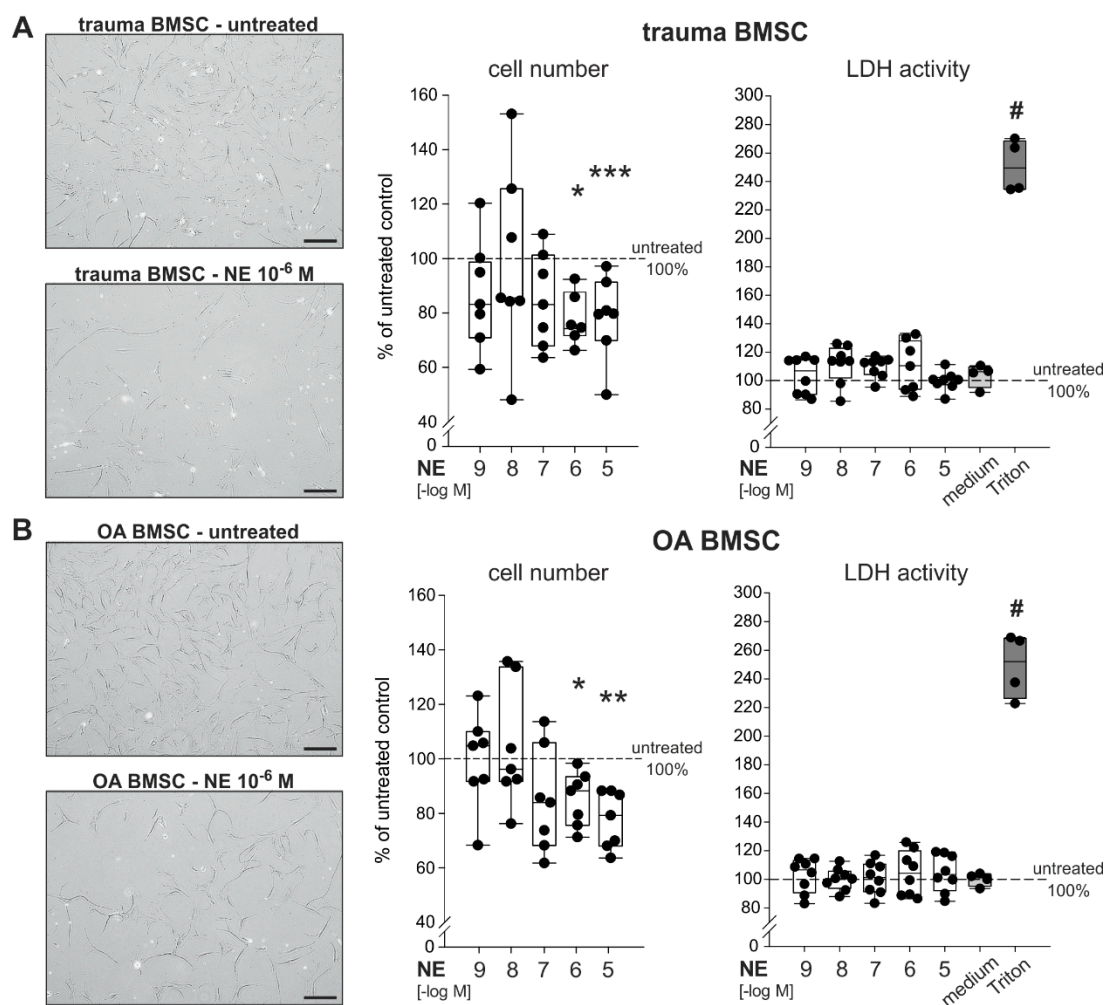 A
trauma BMSC - untreated
trauma BMSC - NE 10⁻⁶ M
trauma BMSC
cell number
% of untreated control
160
140
120
100
80
60
40
0
*
***
untreated
100%
NE 9 8 7 6 5
[-log M]
LDH activity
300
280
260
240
220
200
180
160
140
120
100
80
0
#
untreated
100%
NE 9 8 7 6 5 medium Triton
[-log M]
B
OA BMSC - untreated
OA BMSC - NE 10⁻⁶ M
OA BMSC
cell number
% of untreated control
160
140
120
100
80
60
40
0
*
**
untreated
100%
NE 9 8 7 6 5
[-log M]
LDH activity
300
280
260
240
220
200
180
160
140
120
100
80
0
#
untreated
100%
NE 9 8 7 6 5 medium Triton
[-log M]